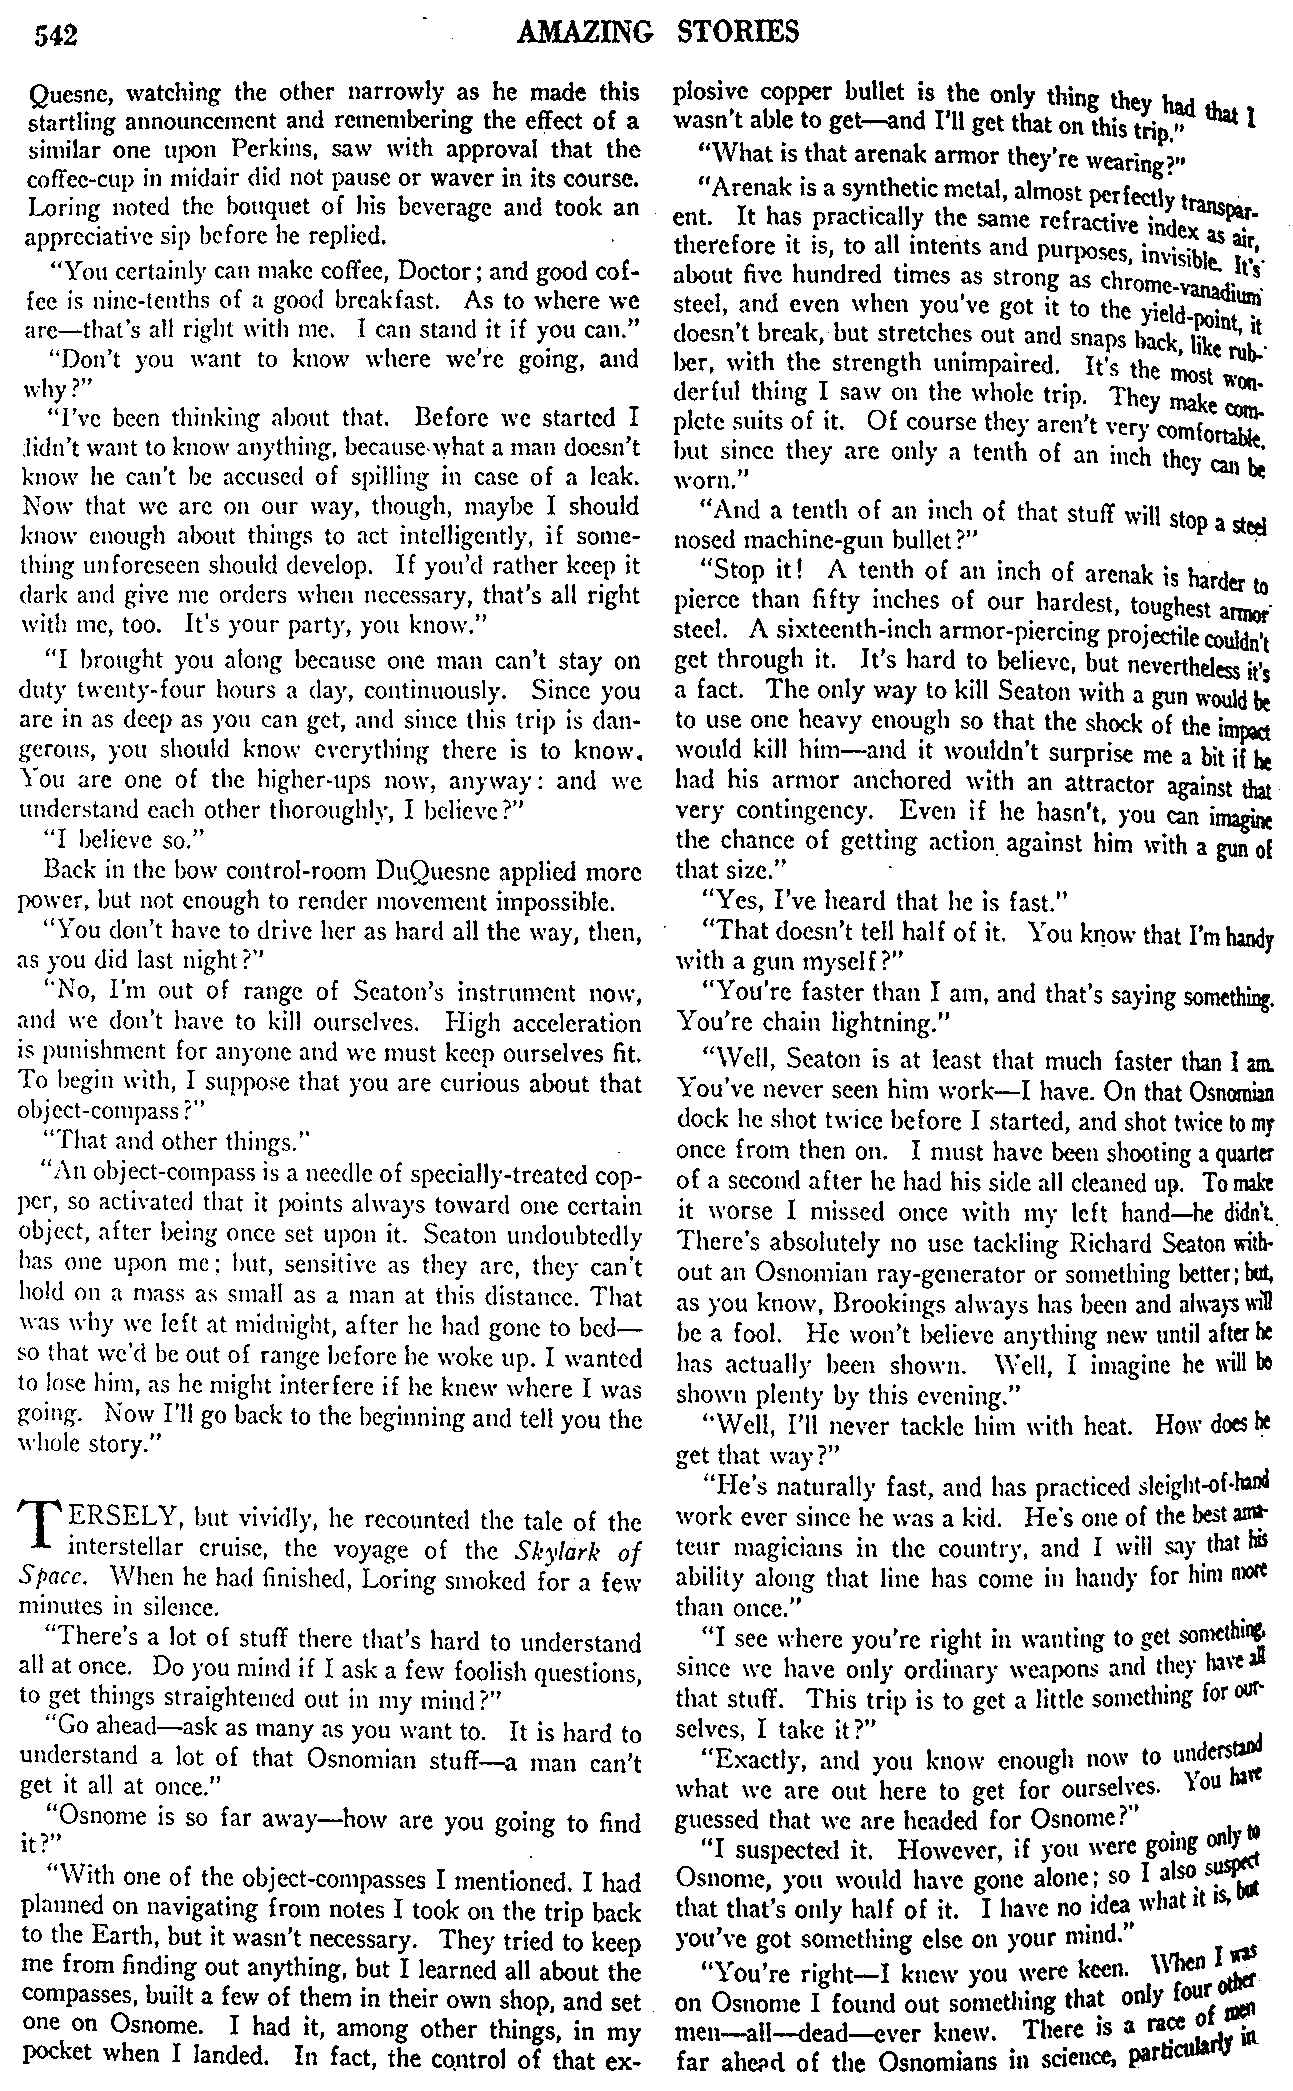 542
AMAZING STORIES
Quesne, watching the other narrowly as he made this
startling announcement and remembering the effect of a
similar one upon Perkins, saw with approval that the
coffee-cup in midair did not pause or waver in its course.
Loring noted the bouquet of his beverage and took an
appreciative sip before he replied.
"You certainly can make coffee, Doctor; and good cof-
fee is nine-tenths of a good breakfast. As to where we
are—that's all right with me. I can stand it if you can."
"Don't you want to know where we're going, and
why?"
"I've been thinking about that. Before we started I
didn't want to know anything, because what a man doesn't
know he can't be accused of spilling in case of a leak.
Now that we are on our way, though, maybe I should
know enough about things to act intelligently, if some-
thing unforeseen should develop. If you'd rather keep it
dark and give me orders when necessary, that's all right
with me, too. It's your party, you know."
"I brought you along because one man can't stay on
duty twenty-four hours a day, continuously. Since you
are in as deep as you can get, and since this trip is dan-
gerous, you should know everything there is to know.
You are one of the higher-ups now, anyway: and we
understand each other thoroughly, I believe?"
"I believe so."
Back in the bow control-room DuQuesne applied more
power, but not enough to render movement impossible.
"You don't have to drive her as hard all the way, then,
as you did last night?"
"No, I'm out of range of Seaton's instrument now,
and we don't have to kill ourselves. High acceleration
is punishment for anyone and we must keep ourselves fit.
To begin with, I suppose that you are curious about that
object-compass?"
"That and other things."
"An object-compass is a needle of specially-treated cop-
per, so activated that it points always toward one certain
object, after being once set upon it. Seaton undoubtedly
has one upon me; but, sensitive as they are, they can't
hold on a mass as small as a man at this distance. That
was why we left at midnight, after he had gone to bed—
so that we'd be out of range before he woke up. I wanted
to lose him, as he might interfere if he knew where I was
going. Now I'll go back to the beginning and tell you the
whole story."
TERSELY, but vividly, he recounted the tale of the
interstellar cruise, the voyage of the Skylark of
Space. When he had finished, Loring smoked for a few
minutes in silence.
"There's a lot of stuff there that's hard to understand
all at once. Do you mind if I ask a few foolish questions,
to get things straightened out in my mind?"
"Go ahead—ask as many as you want to. It is hard to
understand a lot of that Osnomian stuff—a man can't
get it all at once."
"Osnome is so far away—how are you going to find
it?"
"With one of the object-compasses I mentioned. I had
planned on navigating from notes I took on the trip back
to the Earth, but it wasn't necessary. They tried to keep
me from finding out anything, but I learned all about the
compasses, built a few of them in their own shop, and set
one on Osnome. I had it, among other things, in my
pocket when I landed. In fact, the control of that ex-
plosive copper bullet is the only thing they had that I
wasn't able to get—and I'll get that on this trip."
"What is that arenak armor they're wearing?"
"Arenak is a synthetic metal, almost perfectly transpar-
ent. It has practically the same refractive index as air,
therefore it is, to all intents and purposes, invisible. It's
about five hundred times as strong as chrome-vanadium
steel, and even when you've got it to the yield-point, it
doesn't break, but stretches out and snaps back, like rub-
ber, with the strength unimpaired. It's the most won-
derful thing I saw on the whole trip. They make com-
plete suits of it. Of course they aren't very comfortable,
but since they are only a tenth of an inch they can be
worn."
"And a tenth of an inch of that stuff will stop a steel
nosed machine-gun bullet?"
"Stop it! A tenth of an inch of arenak is harder to
pierce than fifty inches of our hardest, toughest armor
steel. A sixteenth-inch armor-piercing projectile couldn't
get through it. It's hard to believe, but nevertheless it's
a fact. The only way to kill Seaton with a gun would be
to use one heavy enough so that the shock of the impact
would kill him—and it wouldn't surprise me a bit if he
had his armor anchored with an attractor against that
very contingency. Even if he hasn't, you can imagine
the chance of getting action against him with a gun of
that size."
"Yes, I've heard that he is fast."
"That doesn't tell half of it. You know that I'm handy
with a gun myself?"
"You're faster than I am, and that's saying something.
You're chain lightning."
"Well, Seaton is at least that much faster than I am.
You've never seen him work—I have. On that Osnomian
dock he shot twice before I started, and shot twice to my
once from then on. I must have been shooting a quarter
of a second after he had his side all cleaned up. To make
it worse I missed once with my left hand—he didn't.
There's absolutely no use tackling Richard Seaton with-
out an Osnomian ray-generator or something better; but,
as you know, Brookings always has been and always will
be a fool. He won't believe anything new until after he
has actually been shown. Well, I imagine he will be
shown plenty by this evening."
"Well, I'll never tackle him with heat. How does he
get that way?"
"He's naturally fast, and has practiced sleight-of-hand
work ever since he was a kid. He's one of the best ama-
teur magicians in the country, and I will say that his
ability along that line has come in handy for him more
than once."
"I see where you're right in wanting to get something,
since we have only ordinary weapons and they have all
that stuff. This trip is to get a little something for our-
selves, I take it?"
"Exactly, and you know enough now to understand
what we are out here to get for ourselves. You have
guessed that we are headed for Osnome?"
"I suspected it. However, if you were going only to
Osnome, you would have gone alone; so I also suspect
that that's only half of it. I have no idea what it is, but
you've got something else on your mind."
"You're right—I knew you were keen. When I was
on Osnome I found out something that only four other
men—all—dead—ever knew. There is a race of men
far ahead of the Osnomians in science, particularly in